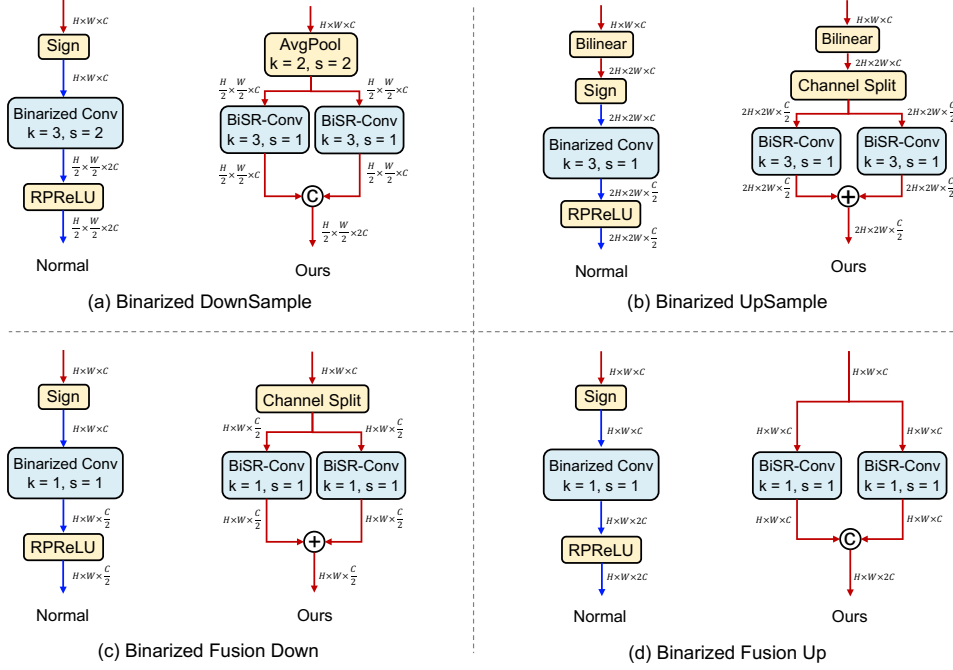 H×W×C
Sign
H×W×C
Binarized Conv
k = 3, s = 2
H/2×W/2×2C
RPReLU
H/2×W/2×2C
Normal
H×W×C
AvgPool
k = 2, s = 2
H/2×W/2×C H/2×W/2×C
BiSR-Conv BiSR-Conv
k = 3, s = 1 k = 3, s = 1
H/2×W/2×C H/2×W/2×C
C
H/2×W/2×2C
Ours
(a) Binarized DownSample
H×W×C
Bilinear
2H×2W×C
Sign
2H×2W×C
Binarized Conv
k = 3, s = 1
2H×2W×C/2
RPReLU
2H×2W×C/2
Normal
H×W×C
Bilinear
2H×2W×C
Channel Split
2H×2W×C/2 2H×2W×C/2
BiSR-Conv BiSR-Conv
k = 3, s = 1 k = 3, s = 1
2H×2W×C/2 2H×2W×C/2
+
2H×2W×C/2
Ours
(b) Binarized UpSample
H×W×C
Sign
H×W×C
Binarized Conv
k = 1, s = 1
H×W×C/2
RPReLU
H×W×C/2
Normal
H×W×C
Channel Split
H×W×C/2 H×W×C/2
BiSR-Conv BiSR-Conv
k = 1, s = 1 k = 1, s = 1
H×W×C/2 H×W×C/2
+
H×W×C/2
Ours
(c) Binarized Fusion Down
H×W×C
Sign
H×W×C
Binarized Conv
k = 1, s = 1
H×W×2C
RPReLU
H×W×2C
Normal
H×W×C
H×W×C H×W×C
BiSR-Conv BiSR-Conv
k = 1, s = 1 k = 1, s = 1
H×W×C H×W×C
C
H×W×2C
Ours
(d) Binarized Fusion Up